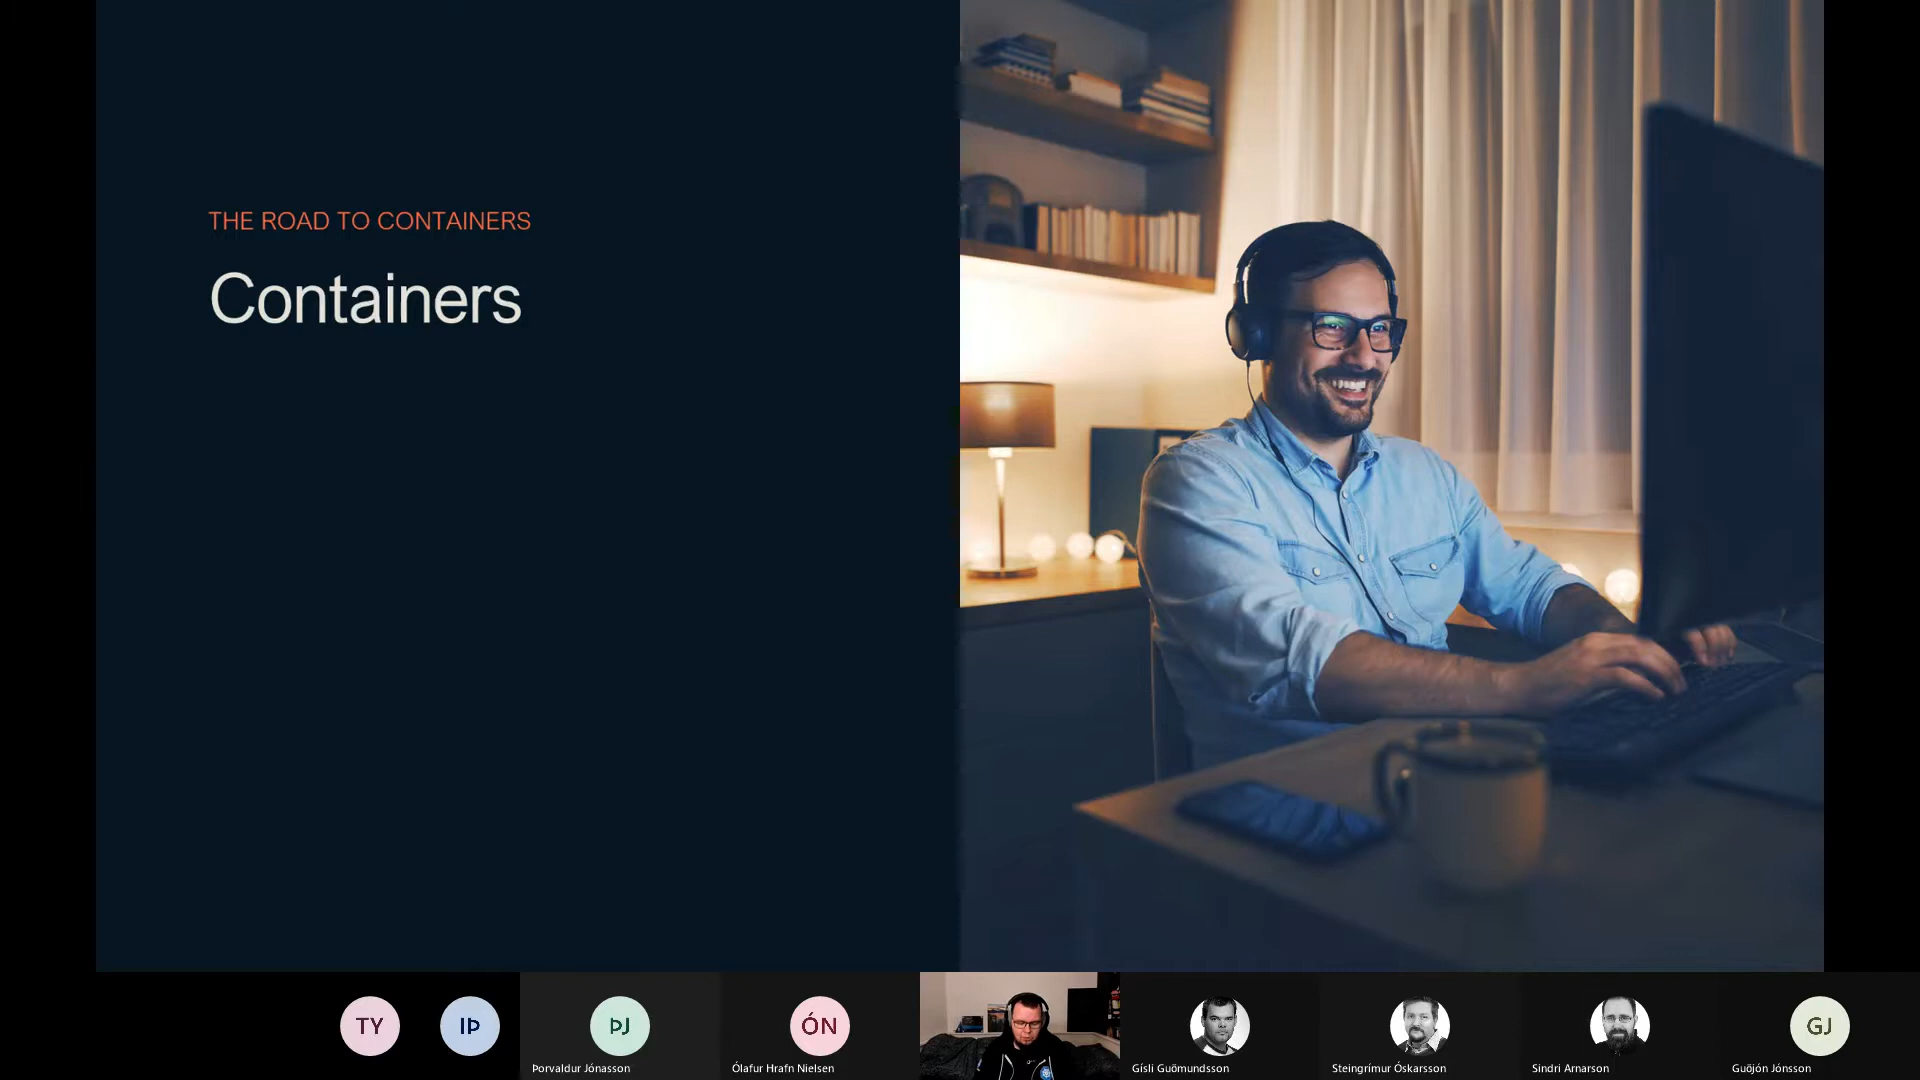 THE ROAD TO CONTAINERS
Containers
TY
IÞ
ÞJ
ÓN
GJ
Þorvaldur Jónasson
Ólafur Hrafn Nielsen
Gísli Guðmundsson
Steingrímur Óskarsson
Sindri Arnarson
Guðjón Jónsson